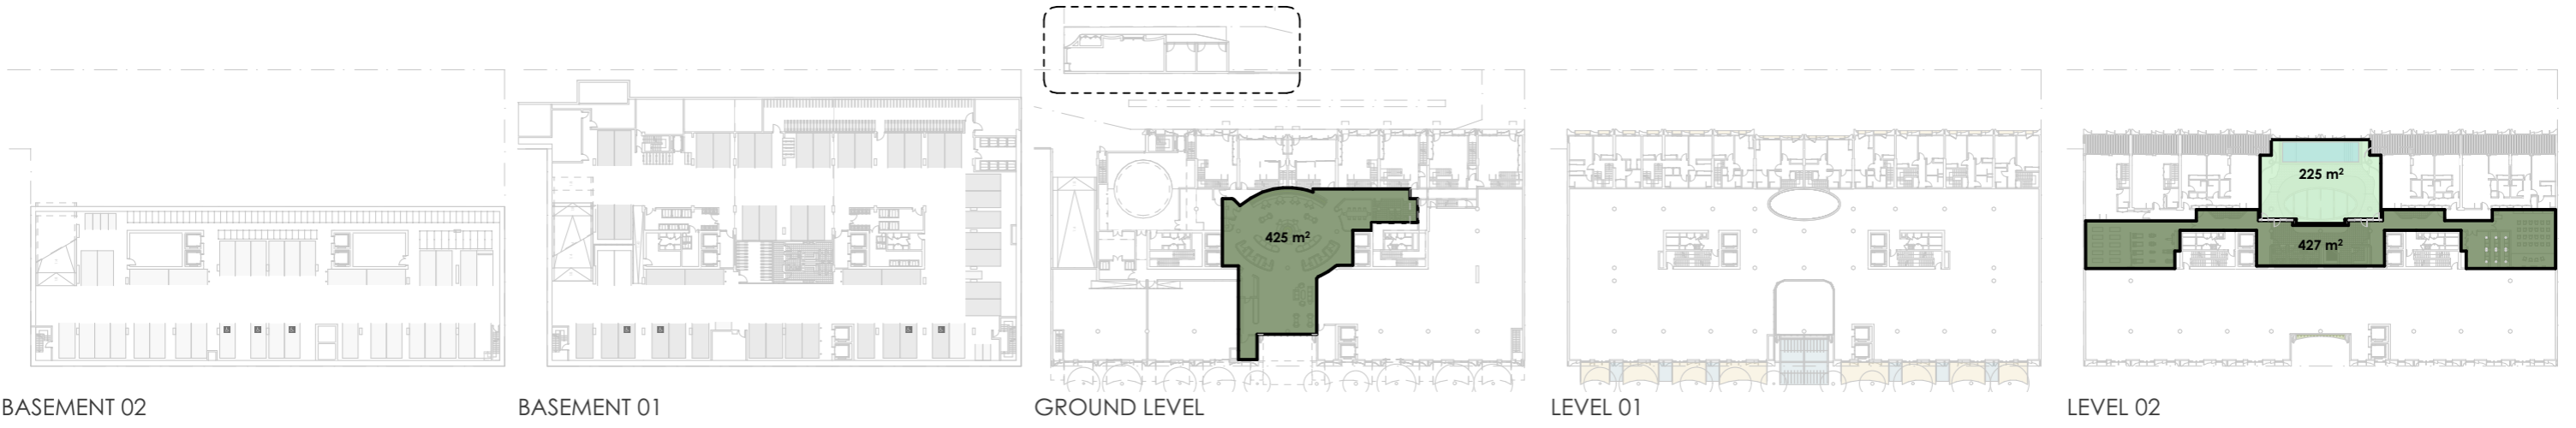 425 m²
225 m²
427 m²
BASEMENT 02
BASEMENT 01
GROUND LEVEL
LEVEL 01
LEVEL 02